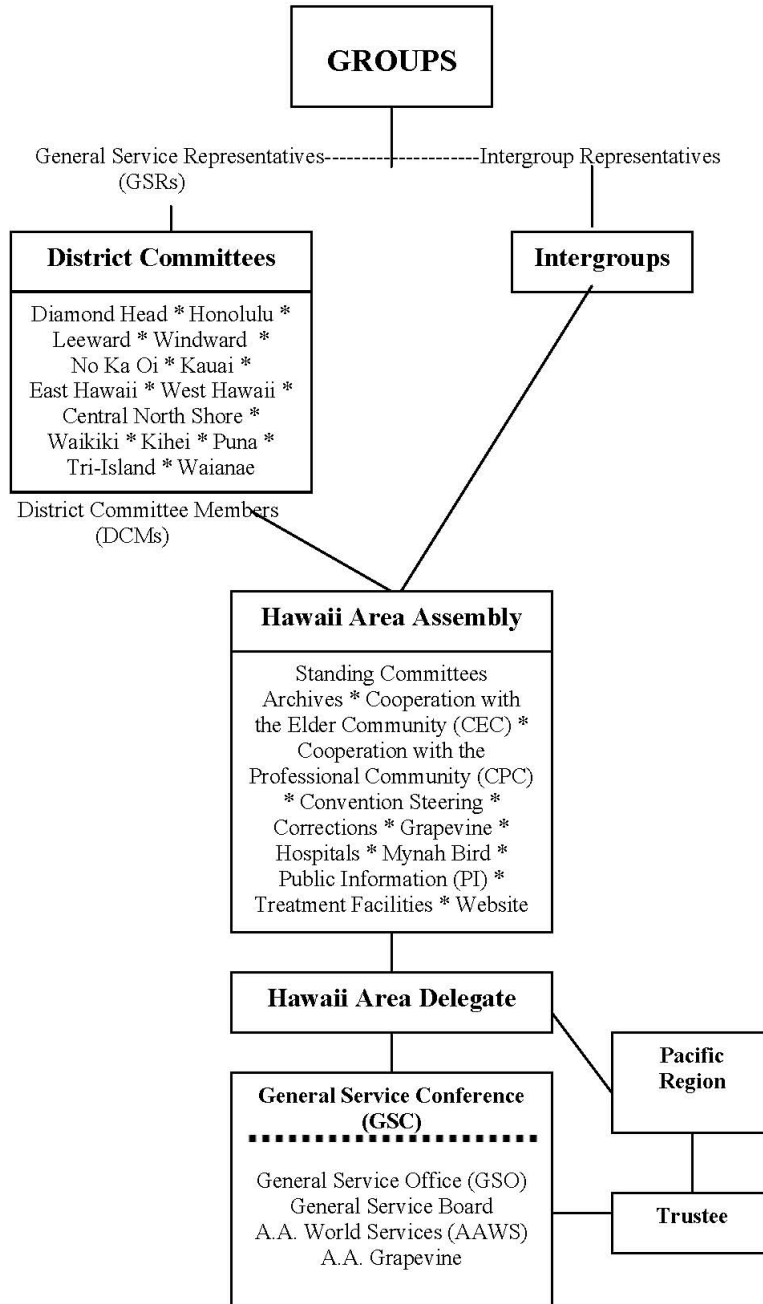 GROUPS
General Service Representatives
(GSRs)
Intergroup Representatives
District Committees
Diamond Head * Honolulu *
Leeward * Windward *
No Ka Oi * Kauai *
East Hawaii * West Hawaii *
Central North Shore *
Waikiki * Kihei * Puna *
Tri-Island * Waianae
Intergroups
District Committee Members
(DCMs)
Hawaii Area Assembly
Standing Committees
Archives * Cooperation with
the Elder Community (CEC) *
Cooperation with the
Professional Community (CPC)
* Convention Steering *
Corrections * Grapevine *
Hospitals * Mynah Bird *
Public Information (PI) *
Treatment Facilities * Website
Hawaii Area Delegate
Pacific
Region
General Service Conference
(GSC)
General Service Office (GSO)
General Service Board
A.A. World Services (AAWS)
A.A. Grapevine
Trustee